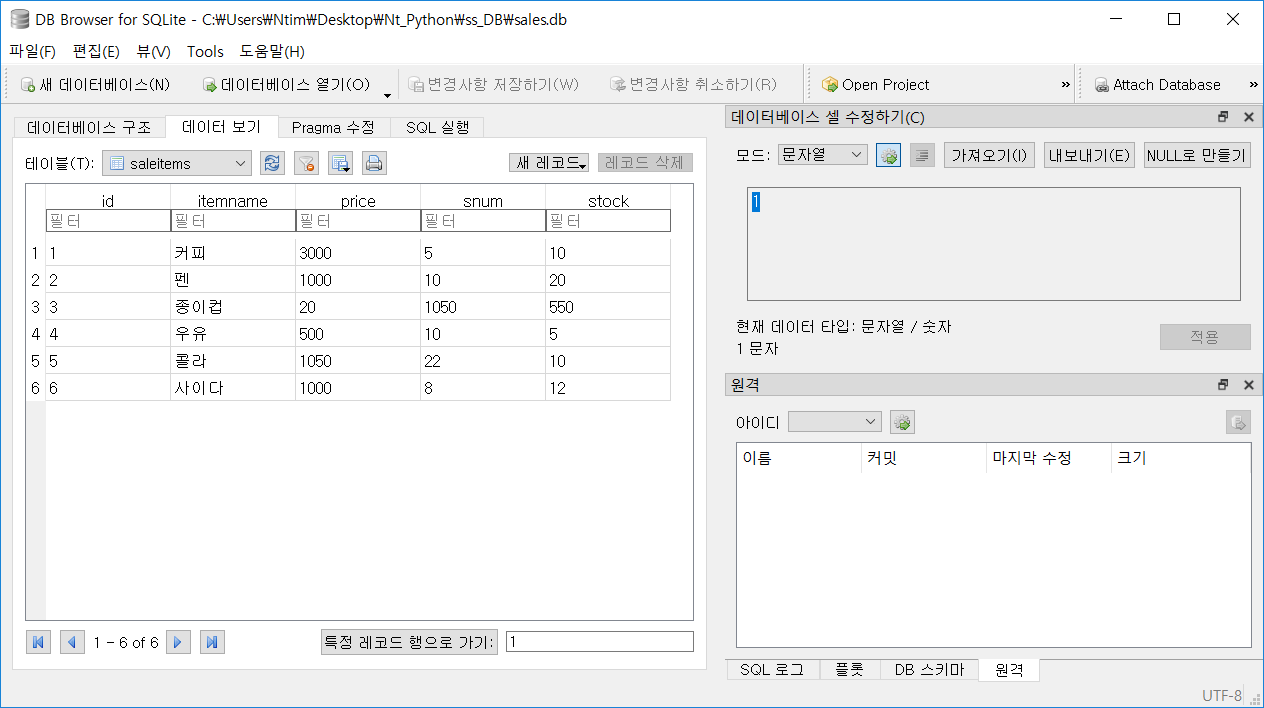 DB Browser for SQLite - C:₩Users₩Ntim₩Desktop₩Nt_Python₩ss_DB₩sales.db
파일(F) 편집(E) 뷰(V) Tools 도움말(H)
새 데이터베이스(N) 데이터베이스 열기(O) 변경사항 저장하기(W) 변경사항 취소하기(R) Open Project » Attach Database »
데이터베이스 구조 데이터 보기 Pragma 수정 SQL 실행
테이블(T): saleitems 새 레코드 레코드 삭제
id itemname price snum stock
필터 필터 필터 필터 필터
1 1 커피 3000 5 10
2 2 펜 1000 10 20
3 3 종이컵 20 1050 550
4 4 우유 500 10 5
5 5 콜라 1050 22 10
6 6 사이다 1000 8 12
1 - 6 of 6 특정 레코드 행으로 가기: 1
데이터베이스 셀 수정하기(C)
모드: 문자열 가져오기(I) 내보내기(E) NULL로 만들기
1
현재 데이터 타입: 문자열 / 숫자
1 문자
적용
원격
아이디
이름 커밋 마지막 수정 크기
SQL 로그 플롯 DB 스키마 원격
UTF-8